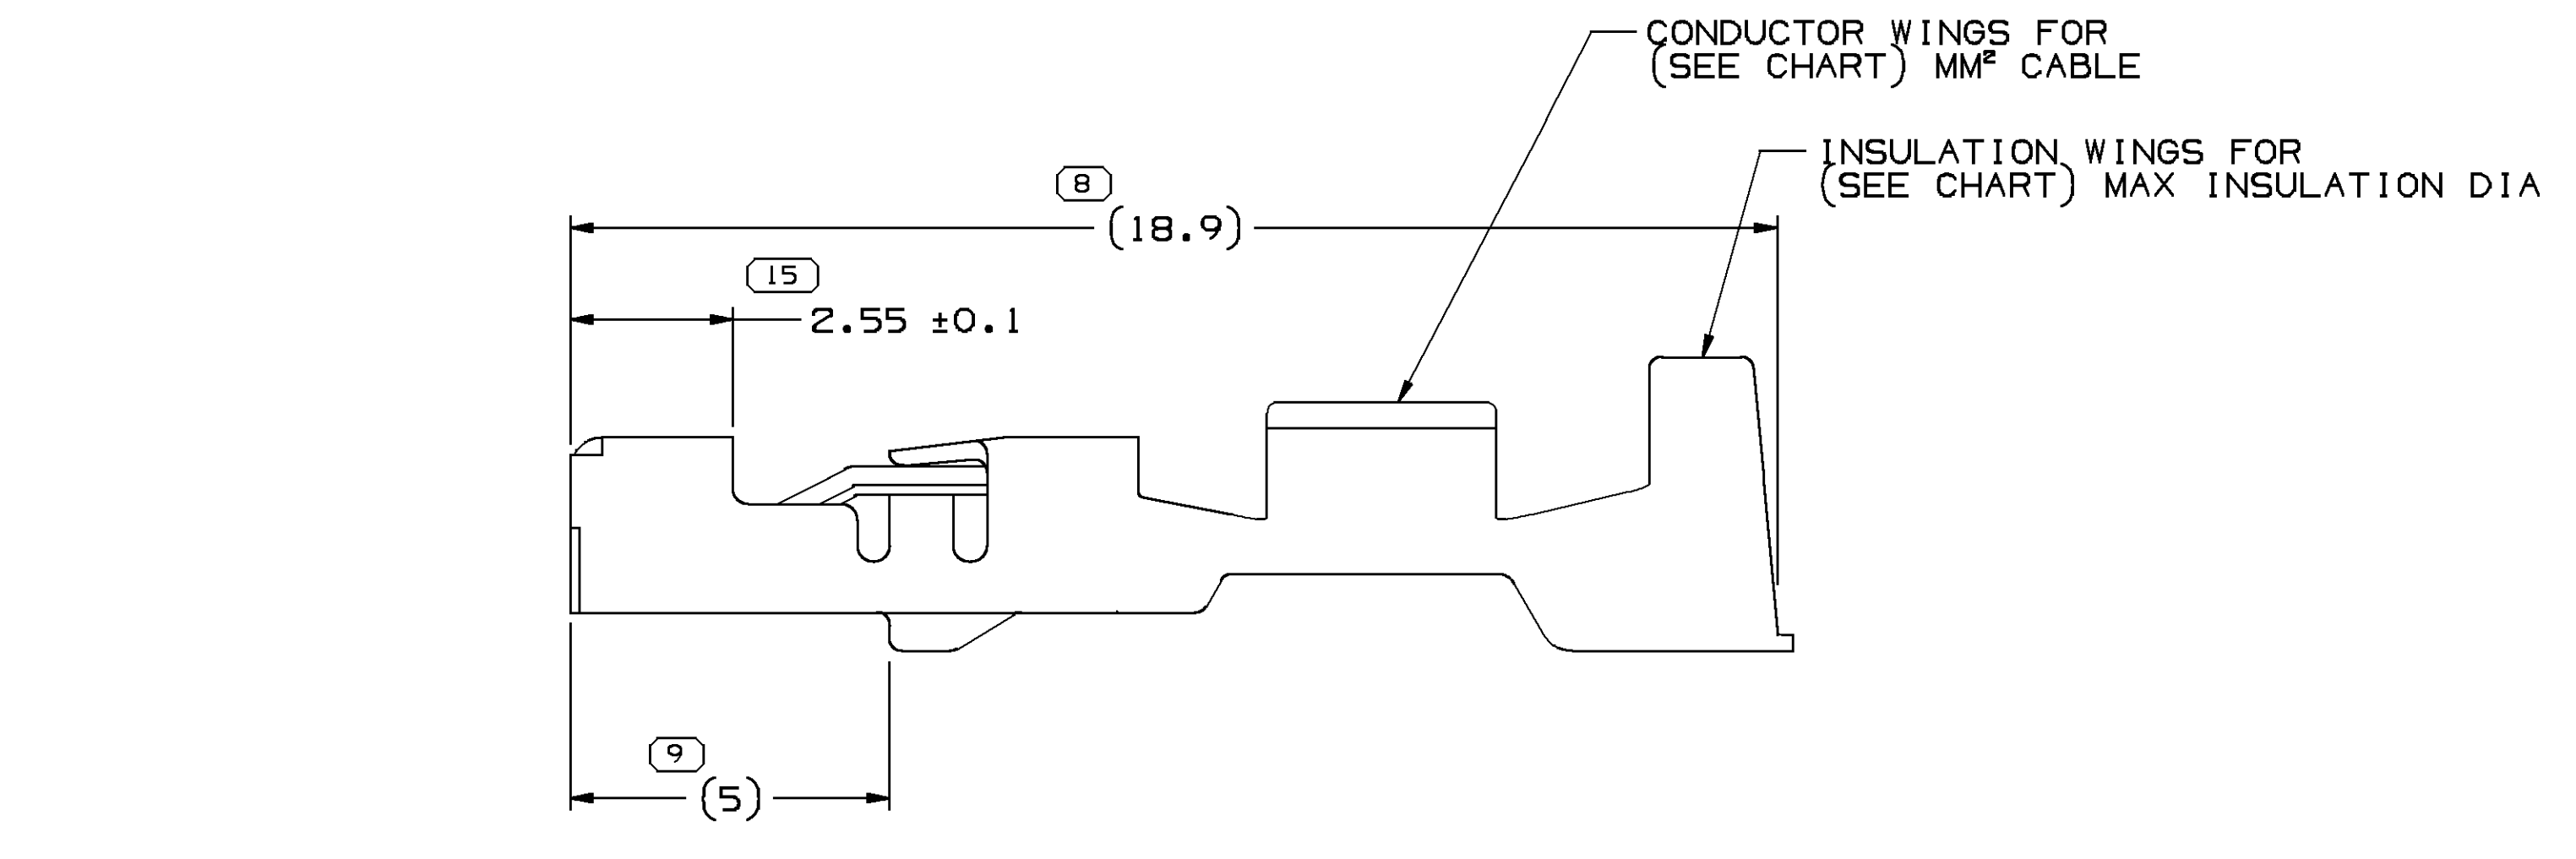 CONDUCTOR WINGS FOR
(SEE CHART) MM² CABLE
INSULATION WINGS FOR
(SEE CHART) MAX INSULATION DIA
8
(18.9)
15
2.55 ±0.1
9
(5)